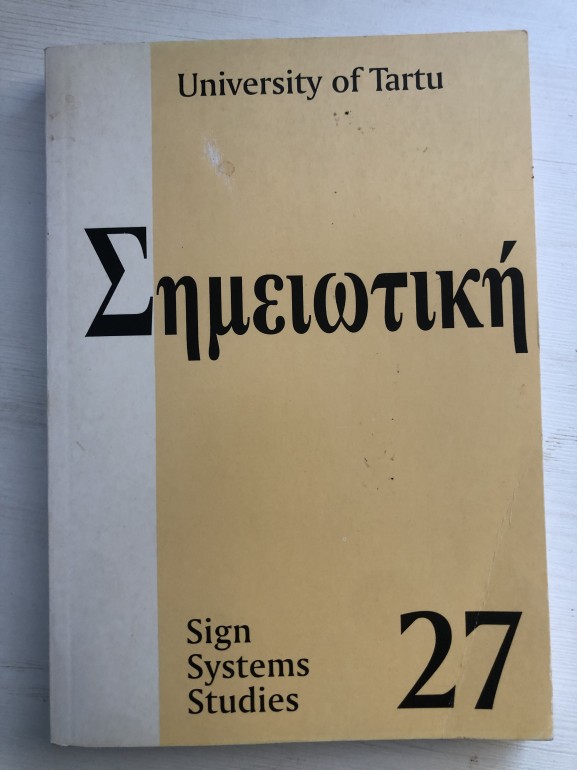 University of Tartu
Σημειωτική
Sign
Systems
Studies
27